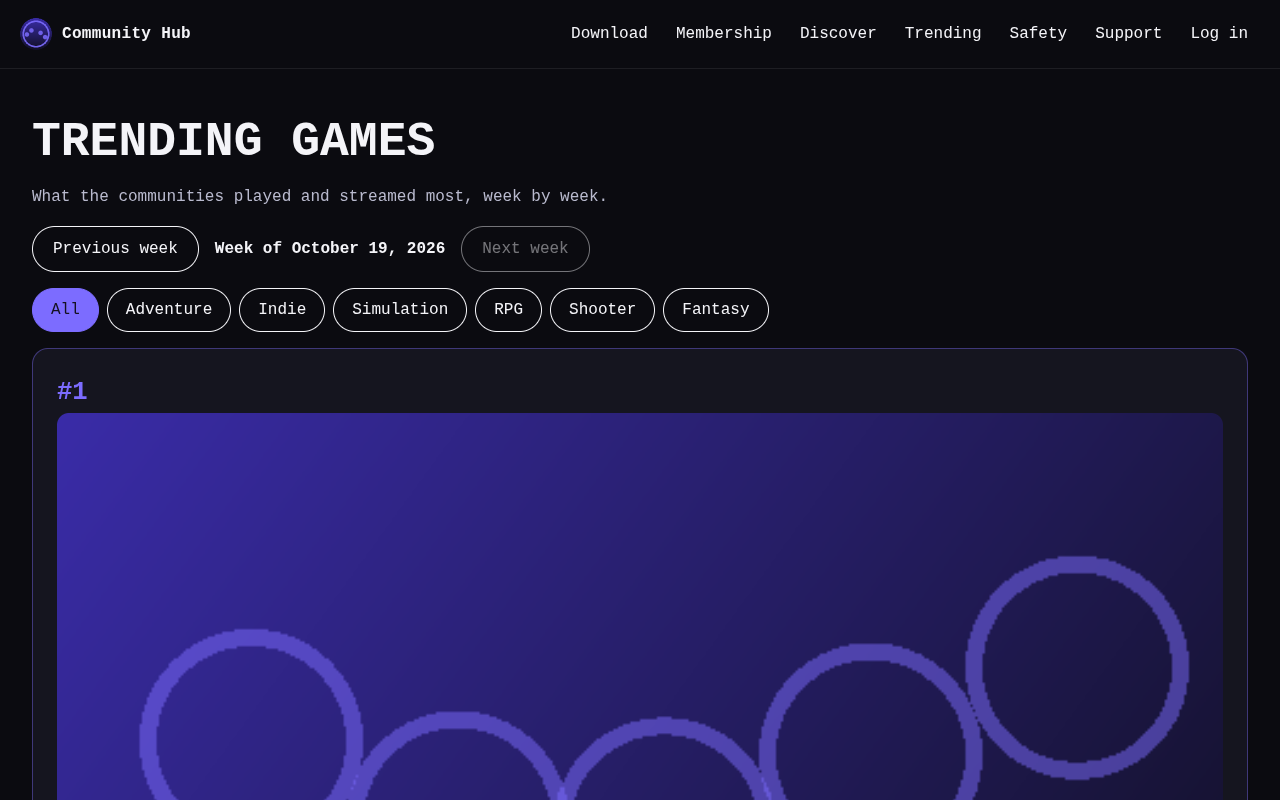 Community Hub Download Membership Discover Trending Safety Support Log in
TRENDING GAMES
What the communities played and streamed most, week by week.
Previous week Week of October 19, 2026 Next week
All Adventure Indie Simulation RPG Shooter Fantasy
#1